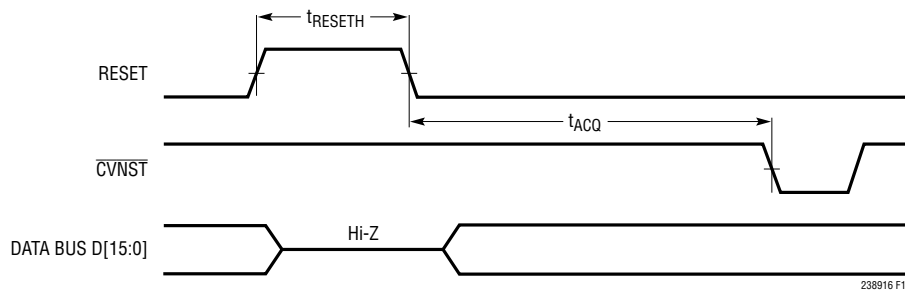 tRESETH
RESET
tACQ
CVNST
Hi-Z
DATA BUS D[15:0]
238916 F1